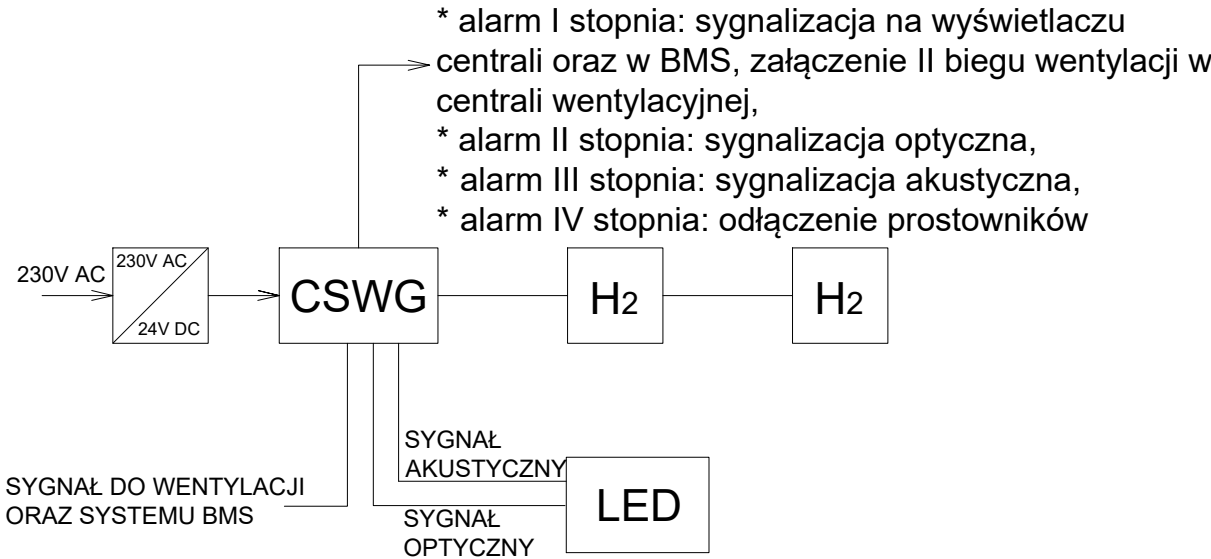 * alarm I stopnia: sygnalizacja na wyświetlaczu
centrali oraz w BMS, załączenie II biegu wentylacji w
centrali wentylacyjnej,
* alarm II stopnia: sygnalizacja optyczna,
* alarm III stopnia: sygnalizacja akustyczna,
* alarm IV stopnia: odłączenie prostowników
230V AC
230V AC
24V DC
CSWG
H2
H2
SYGNAŁ
AKUSTYCZNY
SYGNAŁ DO WENTYLACJI
ORAZ SYSTEMU BMS
LED
SYGNAŁ
OPTYCZNY